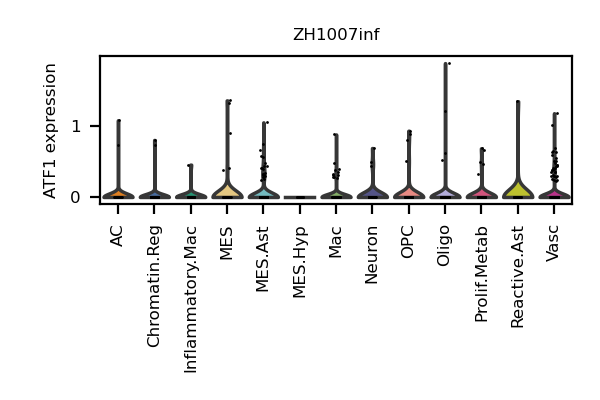 ZH1007inf
ATF1 expression
1
0
AC
Chromatin.Reg
Inflammatory.Mac
MES
MES.Ast
MES.Hyp
Mac
Neuron
OPC
Oligo
Prolif.Metab
Reactive.Ast
Vasc